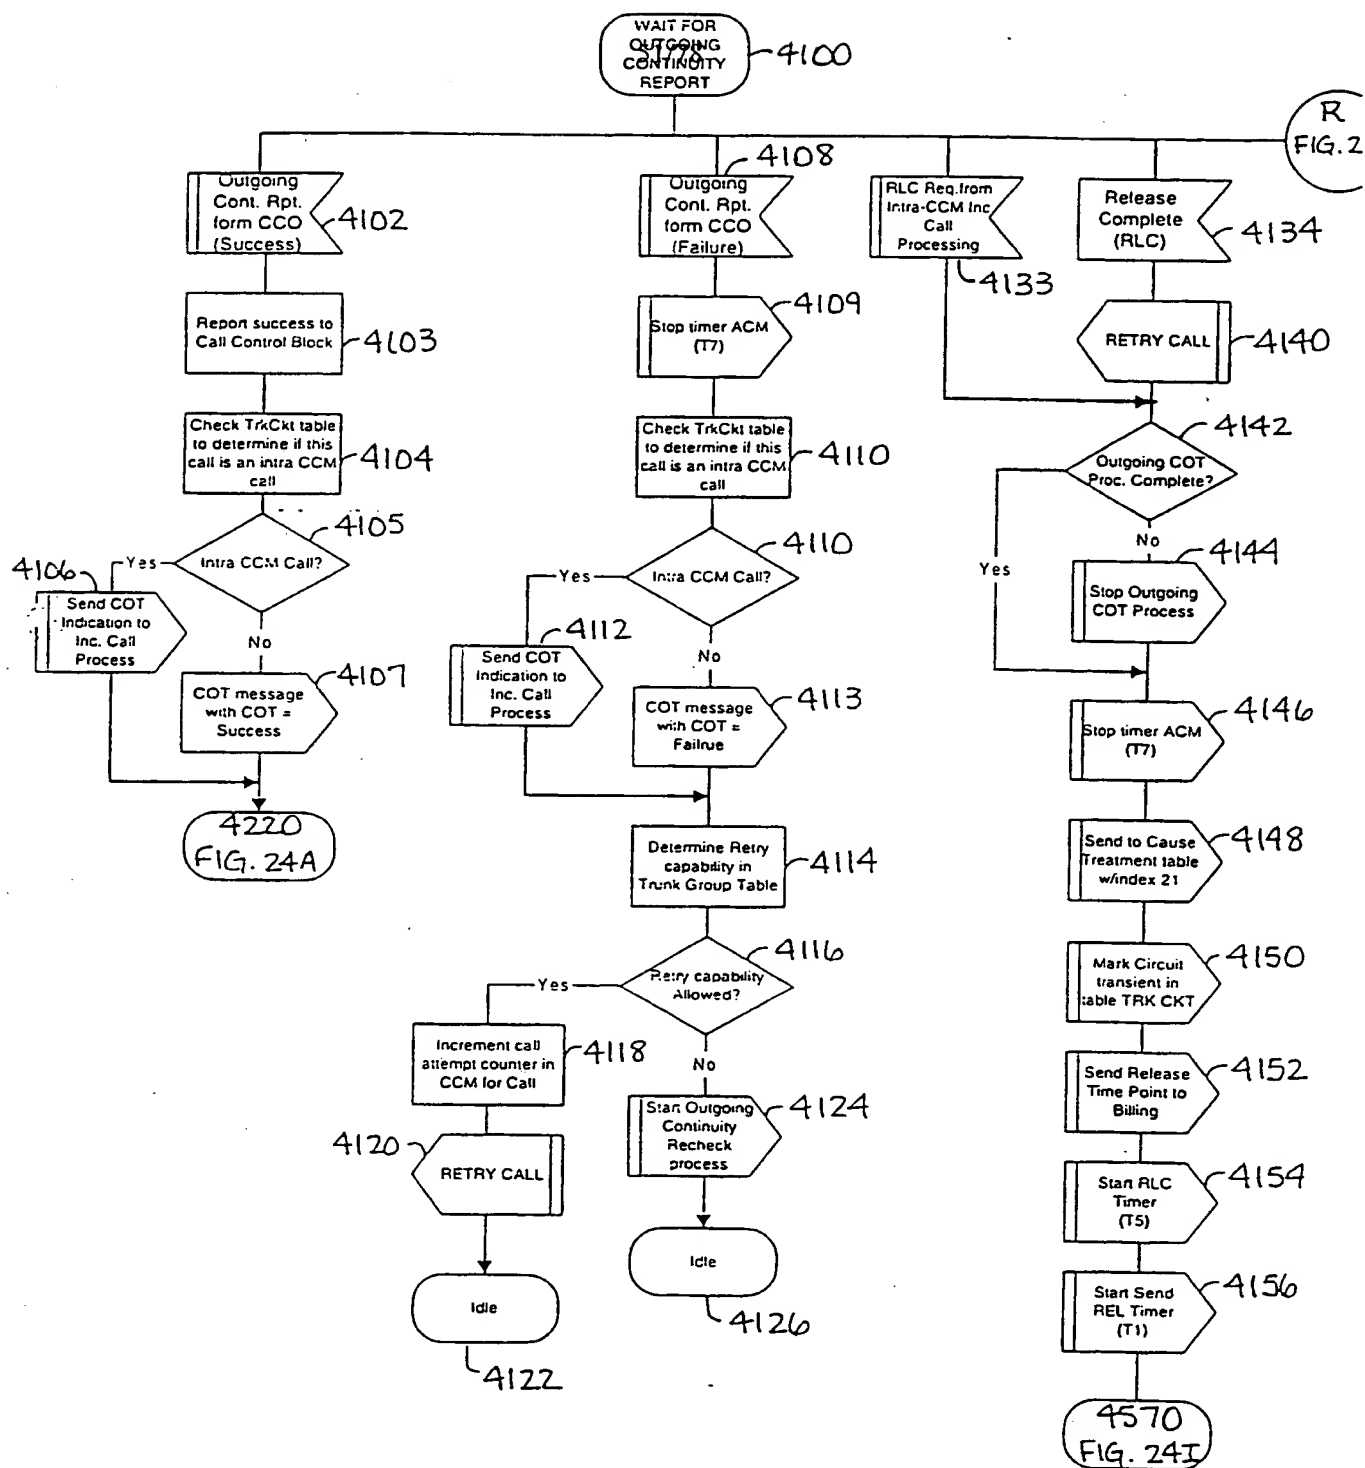 WAIT FOR
OUTGOING
CONTINUITY
REPORT
4100
R
FIG. 2
Outgoing
Cont. Rpt.
form CCO
(Success)
4102
Report success to
Call Control Block
4103
Check TrkCkt table
to determine if this
call is an intra CCM
call
4104
Intra CCM Call?
4105
Yes
No
4106
Send COT
Indication to
Inc. Call
Process
COT message
with COT =
Success
4107
4220
FIG. 24A
4108
Outgoing
Cont. Rpt.
form CCO
(Failure)
Stop timer ACM
(T7)
4109
Check TrkCkt table
to determine if this
call is an intra CCM
call
4110
Intra CCM Call?
4110
Yes
No
4112
Send COT
Indication to
Inc. Call
Process
COT message
with COT =
Failrue
4113
Determine Retry
capability in
Trunk Group Table
4114
Retry capability
Allowed?
4116
Yes
No
Increment call
attempt counter in
CCM for Call
4118
4120
RETRY CALL
Idle
4122
Start Outgoing
Continuity
Recheck
process
4124
Idle
4126
RLC Req.from
Intra-CCM Inc
Call
Processing
4133
Release
Complete
(RLC)
4134
RETRY CALL
4140
Outgoing COT
Proc. Complete?
4142
No
Yes
Stop Outgoing
COT Process
4144
Stop timer ACM
(T7)
4146
Send to Cause
Treatment table
w/index 21
4148
Mark Circuit
transient in
table TRK CKT
4150
Send Release
Time Point to
Billing
4152
Start RLC
Timer
(T5)
4154
Start Send
REL Timer
(T1)
4156
4570
FIG. 24I